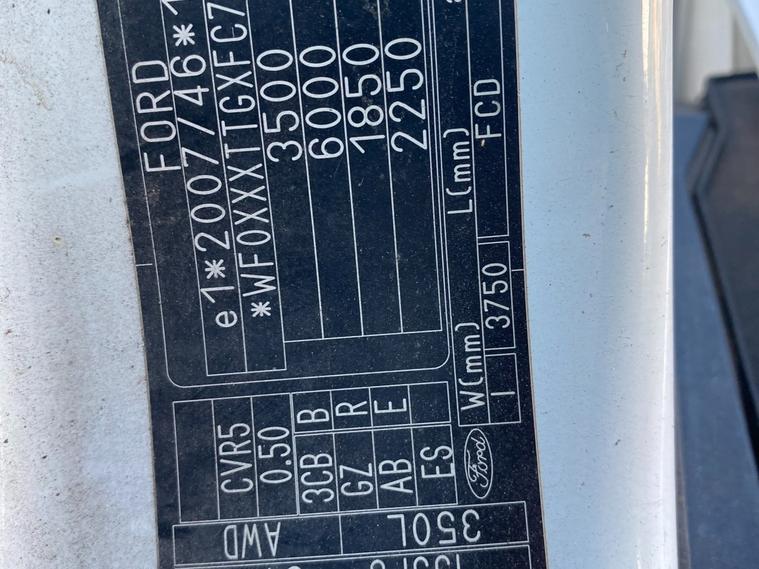 FORD
e1*2007/46*1
*WF0XXXTTGXFC7
3500
6000
1850
2250
W(mm) L(mm)
3750 FCD
CVR5
0.50
3CB B
GZ R
AB E
ES
Ford
AWD
350L